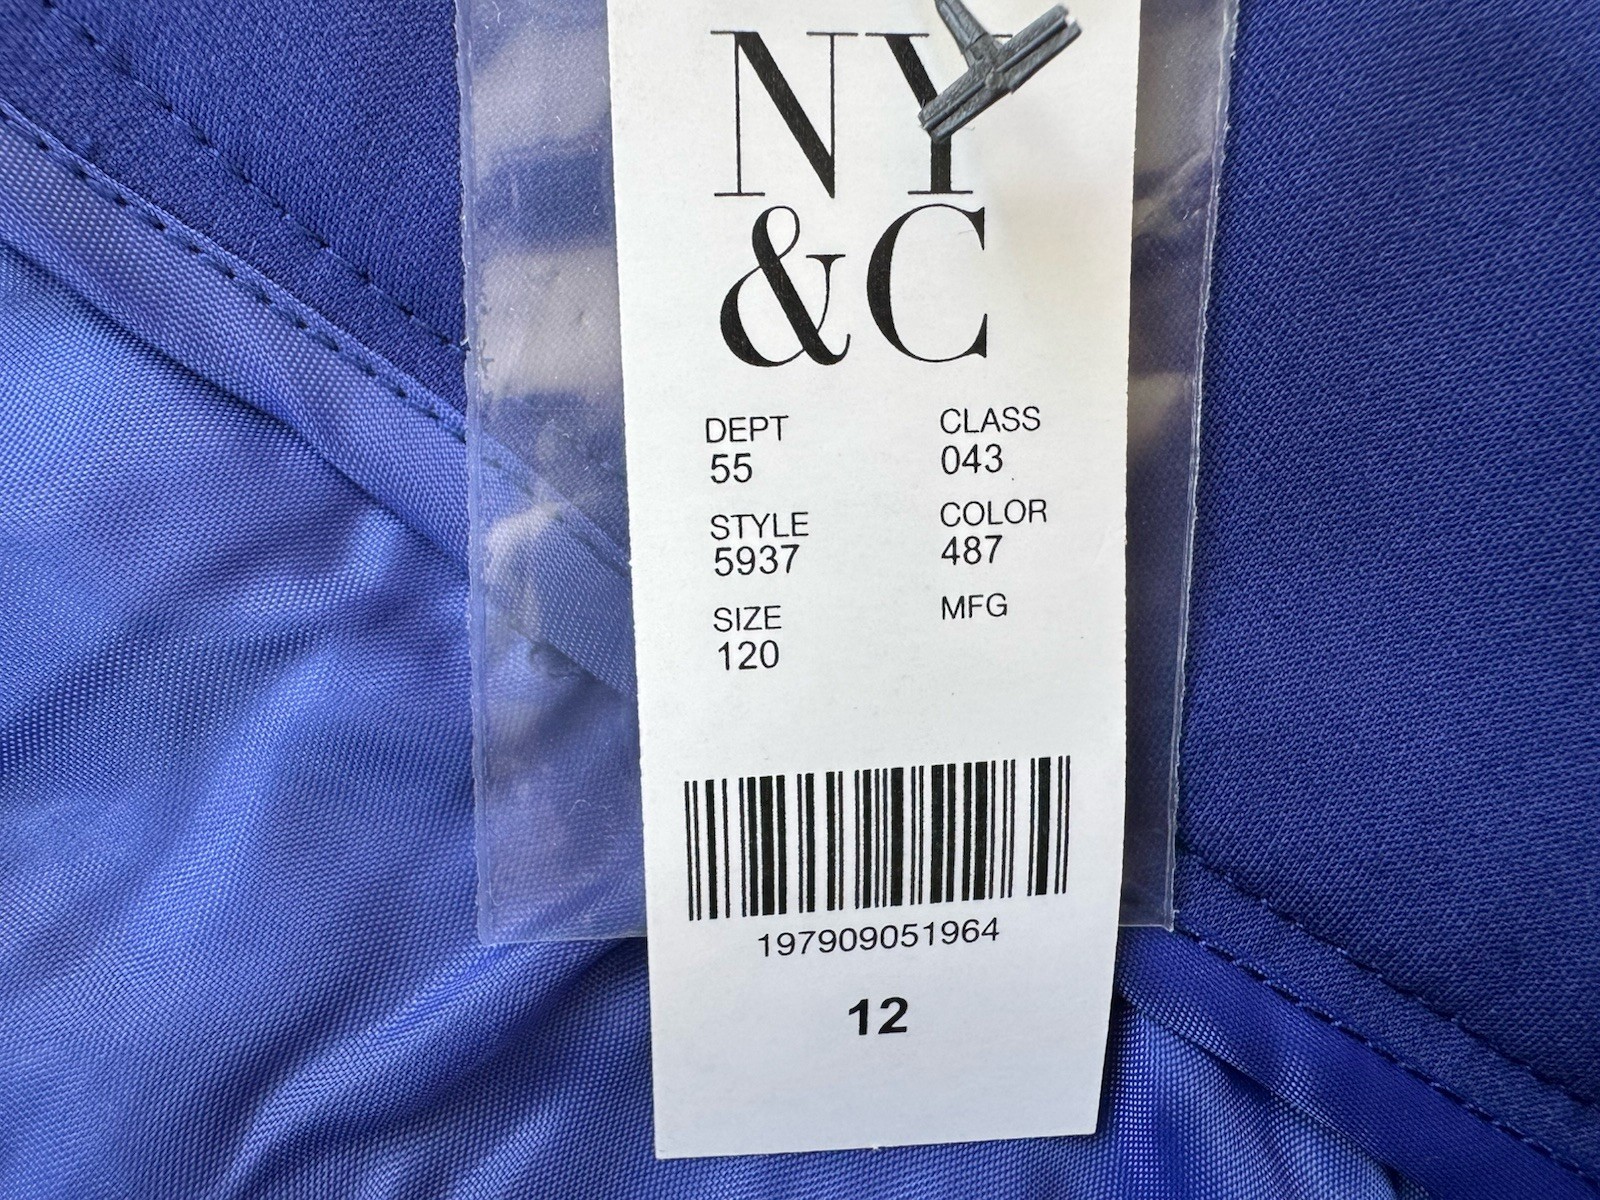 NY
&C
DEPT CLASS
55 043
STYLE COLOR
5937 487
SIZE MFG
120
197909051964
12